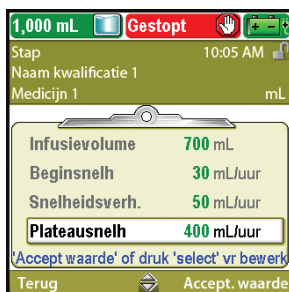 1,000 mL Gestopt
Stap 10:05 AM
Naam kwalificatie 1
Medicijn 1 mL
Infusievolume 700 mL
Beginsnelh 30 mL/uur
Snelheidsverh. 50 mL/uur
Plateausnelh 400 mL/uur
'Accept waarde' of druk 'select' vr bewerk
Terug Accept. waarde